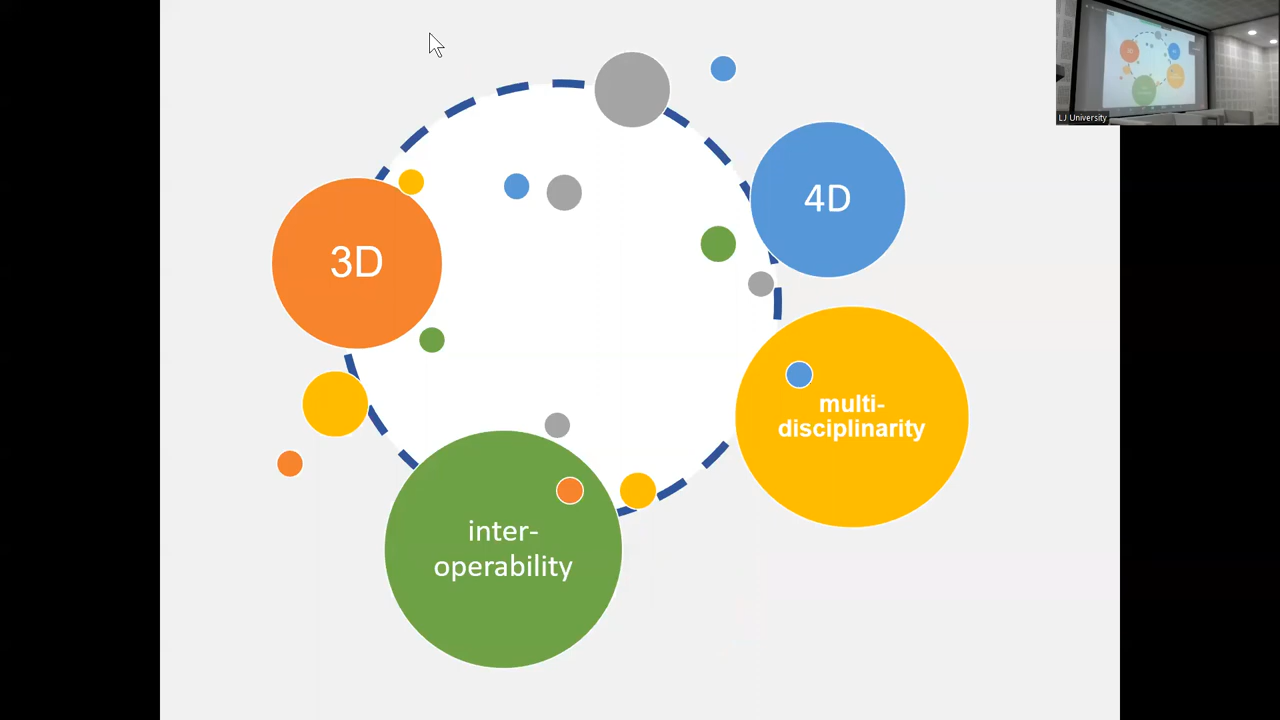 4D
3D
multi-
disciplinarity
inter-
operability
LJ University